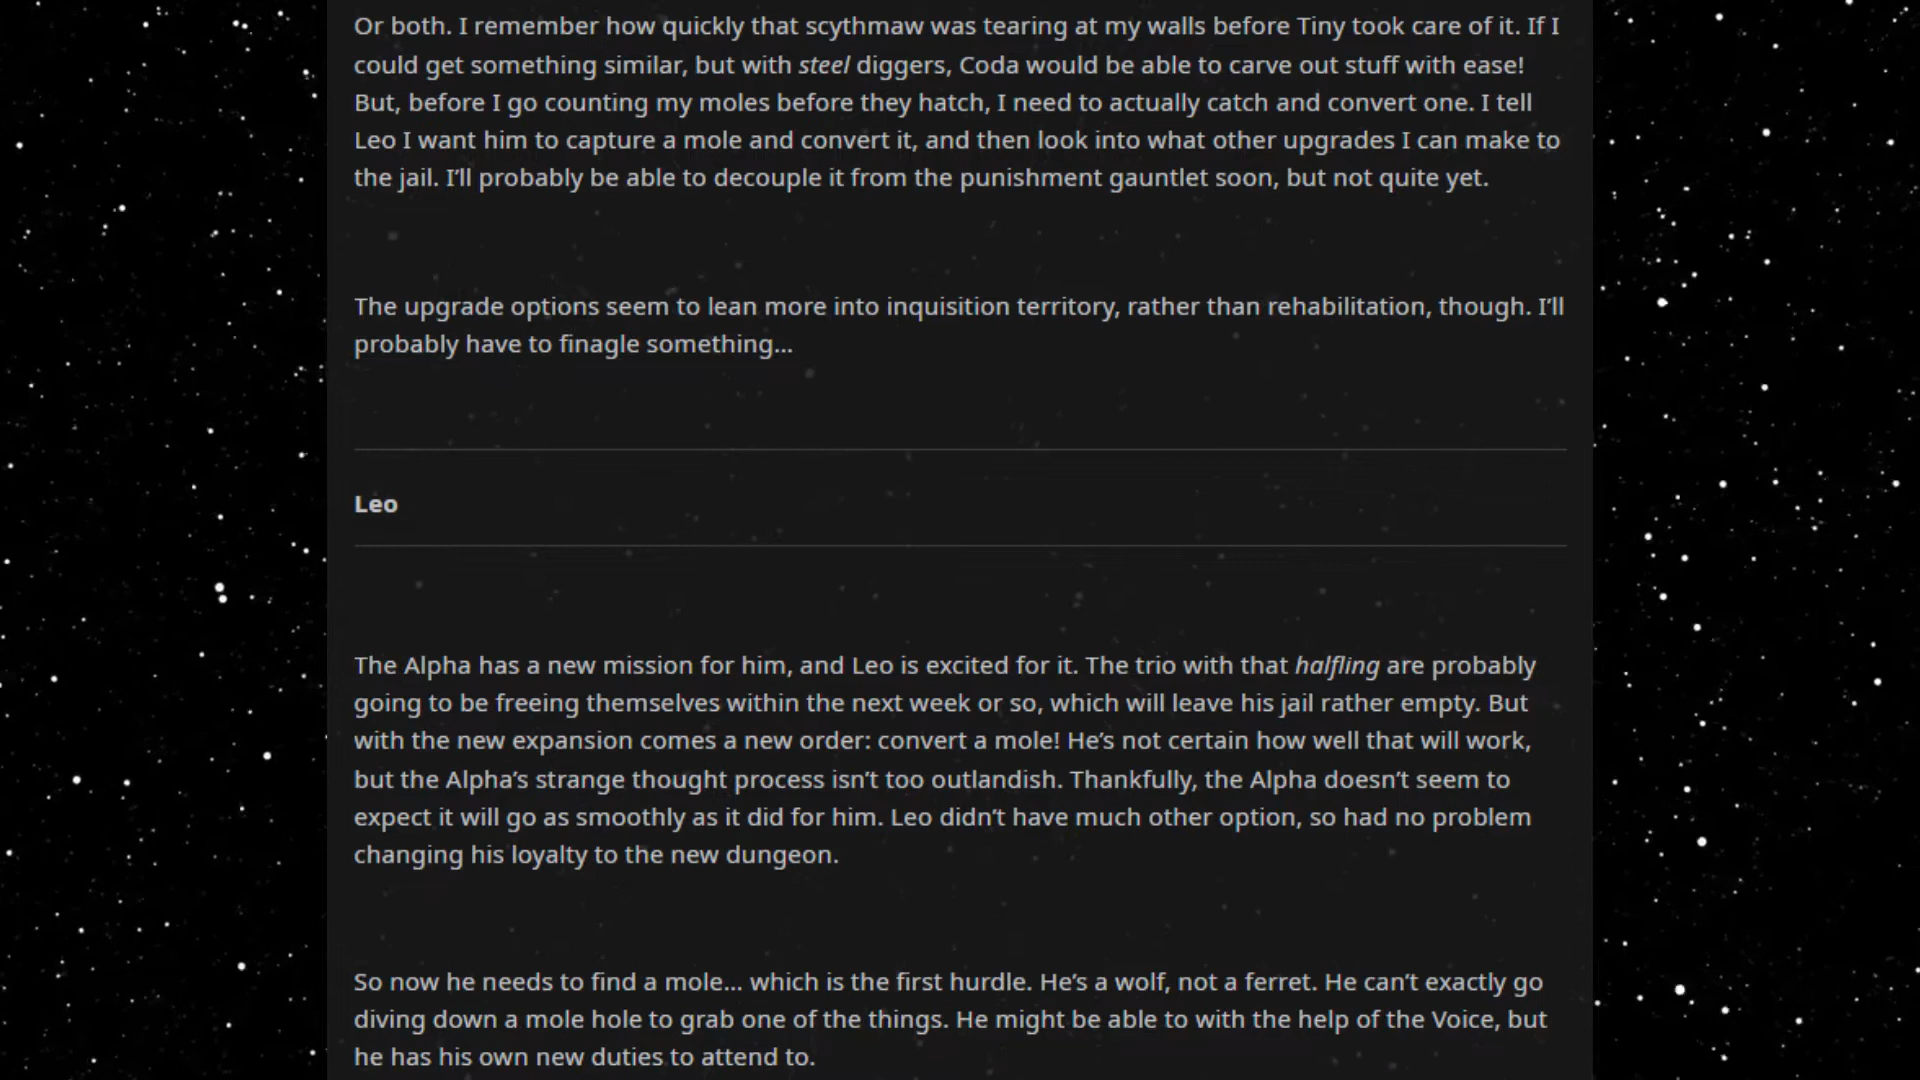 Or both. I remember how quickly that scythmaw was tearing at my walls before Tiny took care of it. If I
could get something similar, but with steel diggers, Coda would be able to carve out stuff with ease!
But, before I go counting my moles before they hatch, I need to actually catch and convert one. I tell
Leo I want him to capture a mole and convert it, and then look into what other upgrades I can make to
the jail. I’ll probably be able to decouple it from the punishment gauntlet soon, but not quite yet.
The upgrade options seem to lean more into inquisition territory, rather than rehabilitation, though. I’ll
probably have to finagle something...
Leo
The Alpha has a new mission for him, and Leo is excited for it. The trio with that halfling are probably
going to be freeing themselves within the next week or so, which will leave his jail rather empty. But
with the new expansion comes a new order: convert a mole! He’s not certain how well that will work,
but the Alpha’s strange thought process isn’t too outlandish. Thankfully, the Alpha doesn’t seem to
expect it will go as smoothly as it did for him. Leo didn’t have much other option, so had no problem
changing his loyalty to the new dungeon.
So now he needs to find a mole... which is the first hurdle. He’s a wolf, not a ferret. He can’t exactly go
diving down a mole hole to grab one of the things. He might be able to with the help of the Voice, but
he has his own new duties to attend to.